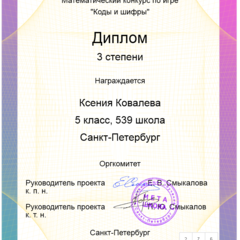 Математический конкурс по игре
"Коды и шифры"
Диплом
3 степени
Награждается
Ксения Ковалева
5 класс, 539 школа
Санкт-Петербург
Оргкомитет
Руководитель проекта Е. В. Смыкалова
к. п. н.
Руководитель проекта П. Ю. Смыкалов
к. т. н.
Санкт-Петербург